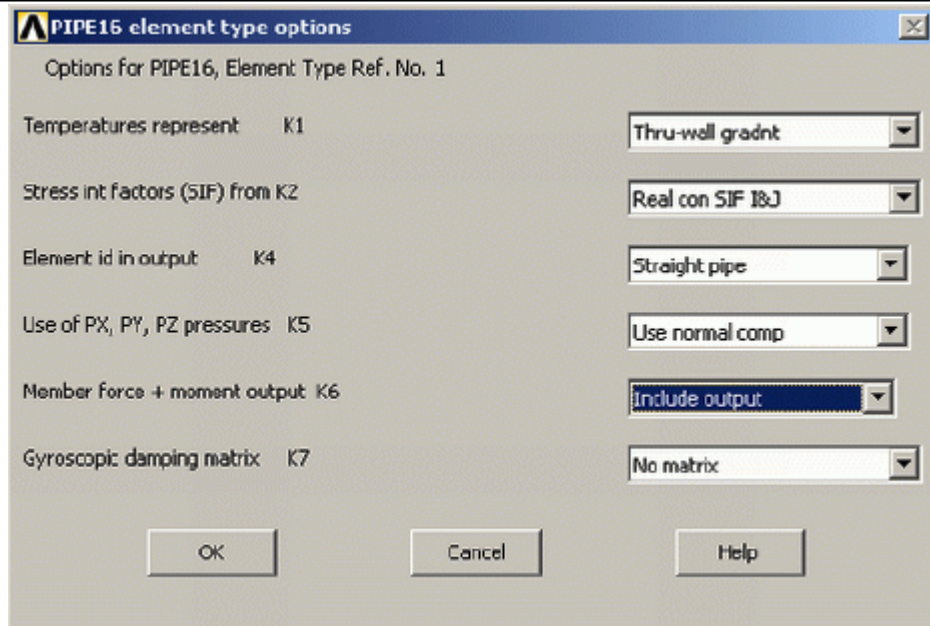 PIPE16 element type options
Options for PIPE16, Element Type Ref. No. 1
Temperatures represent K1 Thru-wall gradnt
Stress int factors (SIF) from K2 Real con SIF I&J
Element id in output K4 Straight pipe
Use of PX, PY, PZ pressures K5 Use normal comp
Member force + moment output K6 Include output
Gyroscopic damping matrix K7 No matrix
OK Cancel Help